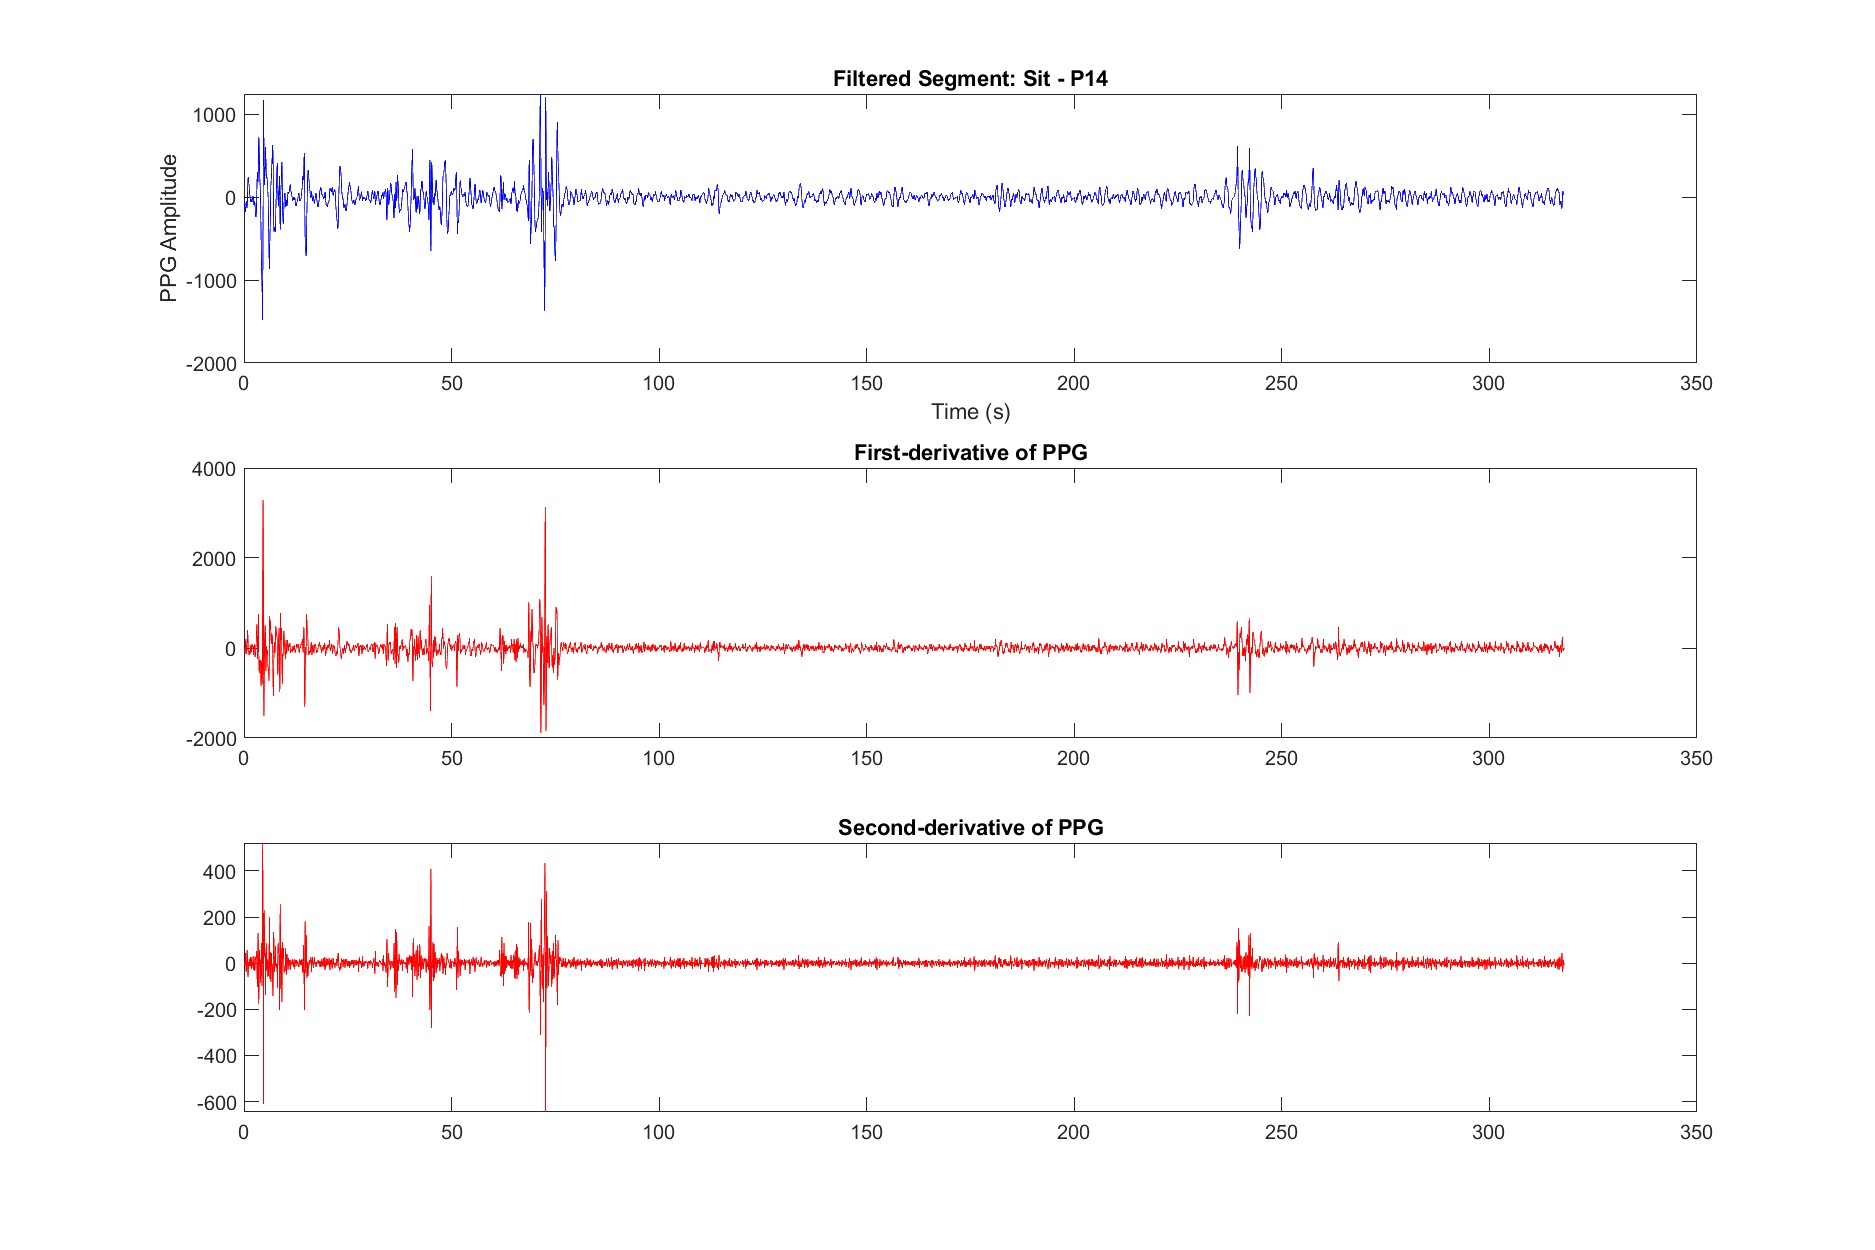 Filtered Segment: Sit - P14
PPG Amplitude
1000
0
-1000
-2000
0 50 100 150 200 250 300 350
Time (s)
First-derivative of PPG
4000
2000
0
-2000
0 50 100 150 200 250 300 350
Second-derivative of PPG
400
200
0
-200
-400
-600
0 50 100 150 200 250 300 350